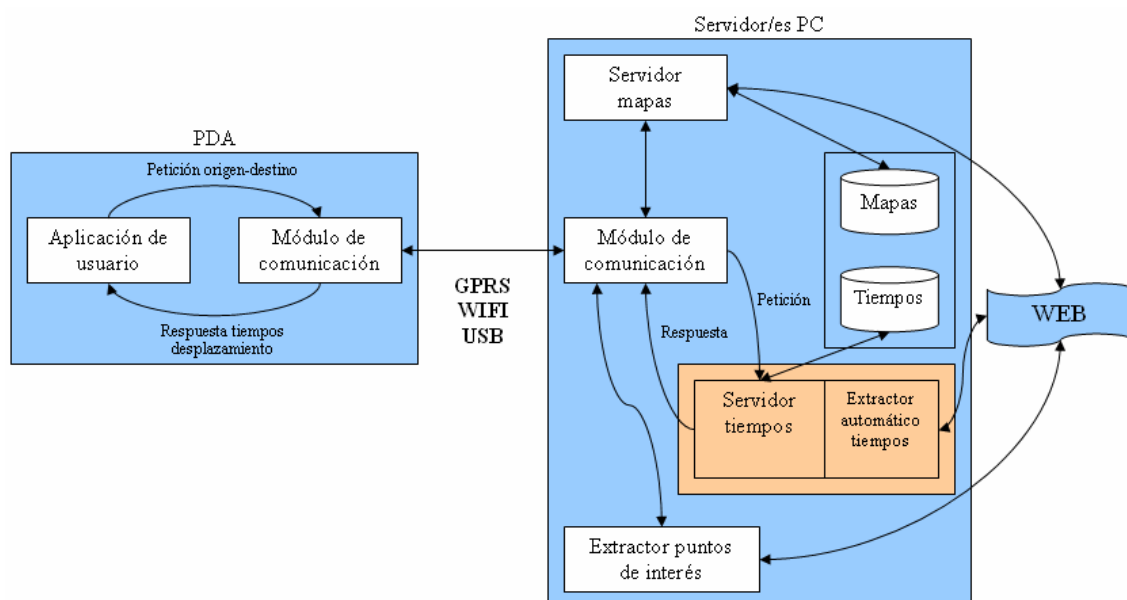 Servidor/es PC
Servidor
mapas
PDA
Petición origen-destino
Aplicación de
usuario
Módulo de
comunicación
Respuesta tiempos
desplazamiento
GPRS
WIFI
USB
Módulo de
comunicación
Petición
Respuesta
Mapas
Tiempos
WEB
Servidor
tiempos
Extractor
automático
tiempos
Extractor puntos
de interés